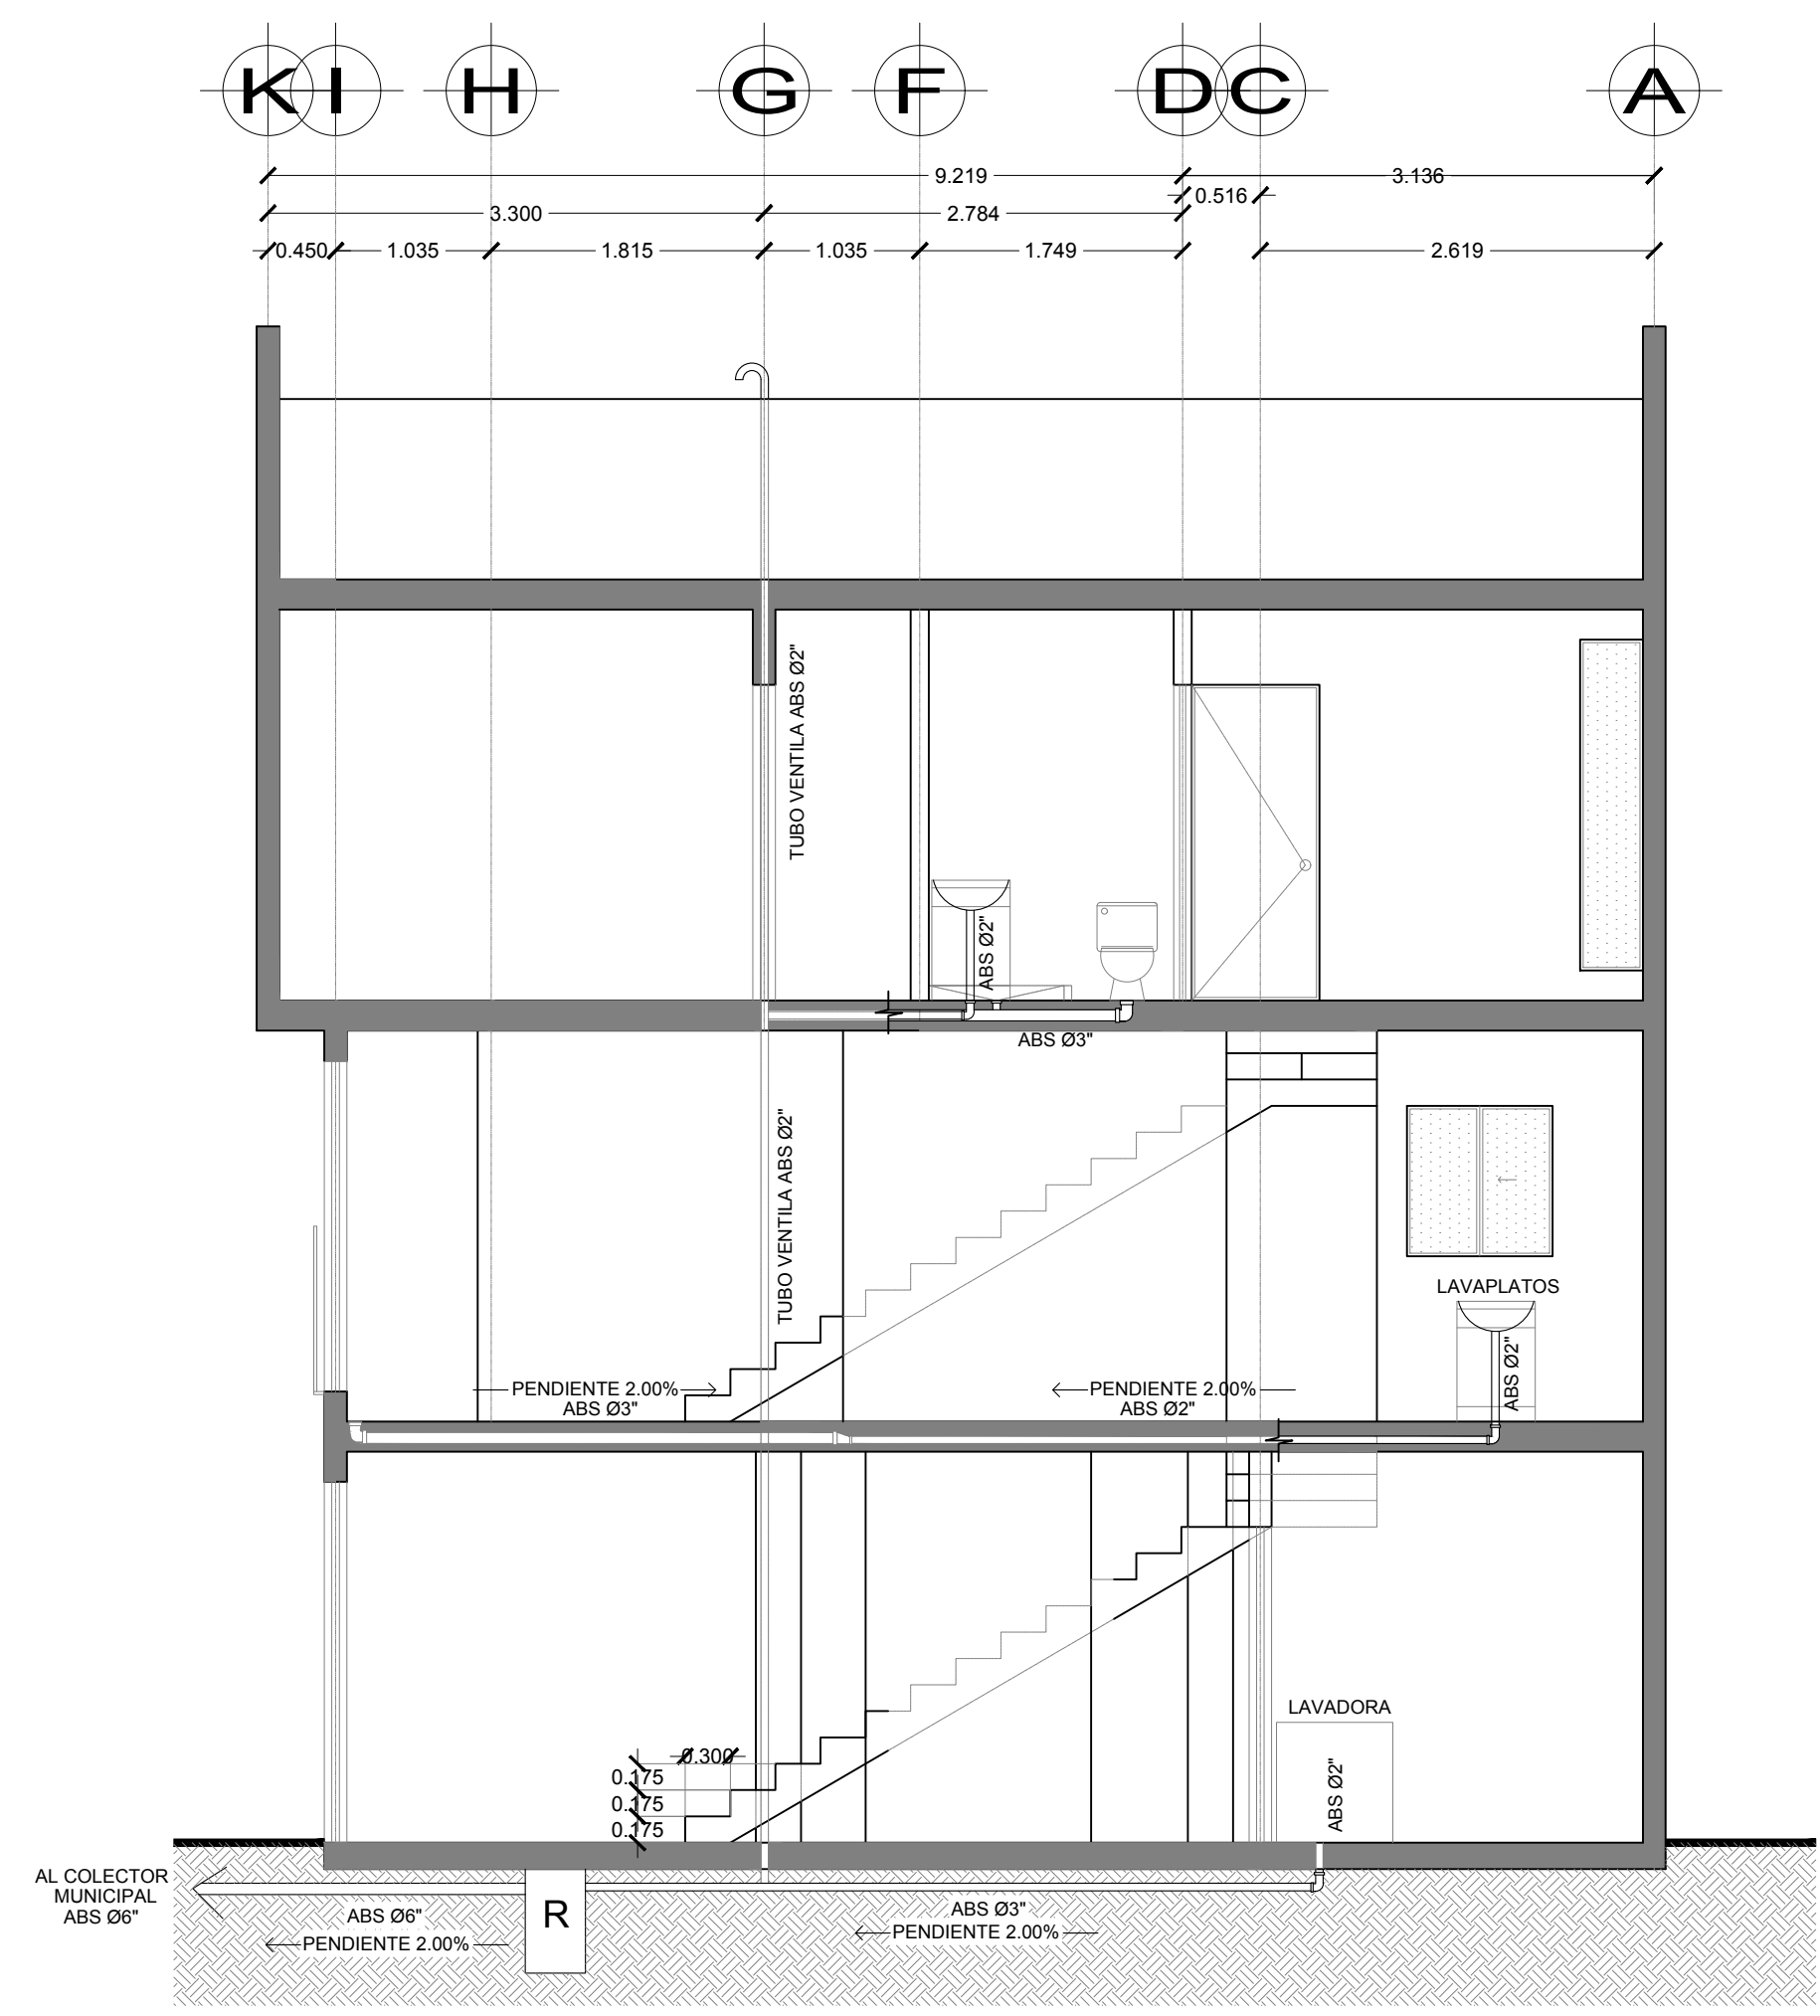 K I H G F D C A
9.219 3.136
0.516
3.300 2.784
0.450 1.035 1.815 1.035 1.749 2.619
TUBO VENTILA ABS Ø2"
ABS Ø2"
ABS Ø3"
TUBO VENTILA ABS Ø2"
LAVAPLATOS
ABS Ø2"
PENDIENTE 2.00%
ABS Ø3"
PENDIENTE 2.00%
ABS Ø2"
LAVADORA
ABS Ø2"
0.300
0.175
0.175
0.175
AL COLECTOR
MUNICIPAL
ABS Ø6"
ABS Ø6"
PENDIENTE 2.00%
R
ABS Ø3"
PENDIENTE 2.00%